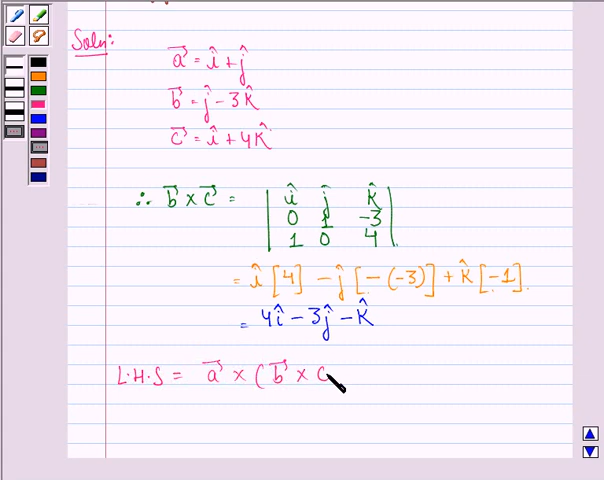 Soln:
a⃗ = î + ĵ
b⃗ = ĵ - 3k̂
c⃗ = î + 4k̂
∴ b⃗ × c⃗ = | î ĵ k̂
0 1 -3
1 0 4 |
= î [4] - ĵ [-(-3)] + k̂ [-1].
= 4î - 3ĵ - k̂
L.H.S = a⃗ × (b⃗ × c